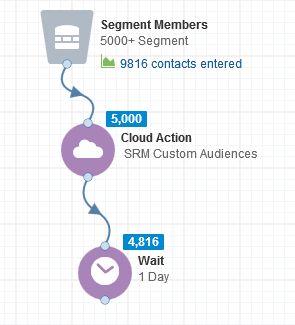 Segment Members
5000+ Segment
9816 contacts entered
5,000
Cloud Action
SRM Custom Audiences
4,816
Wait
1 Day